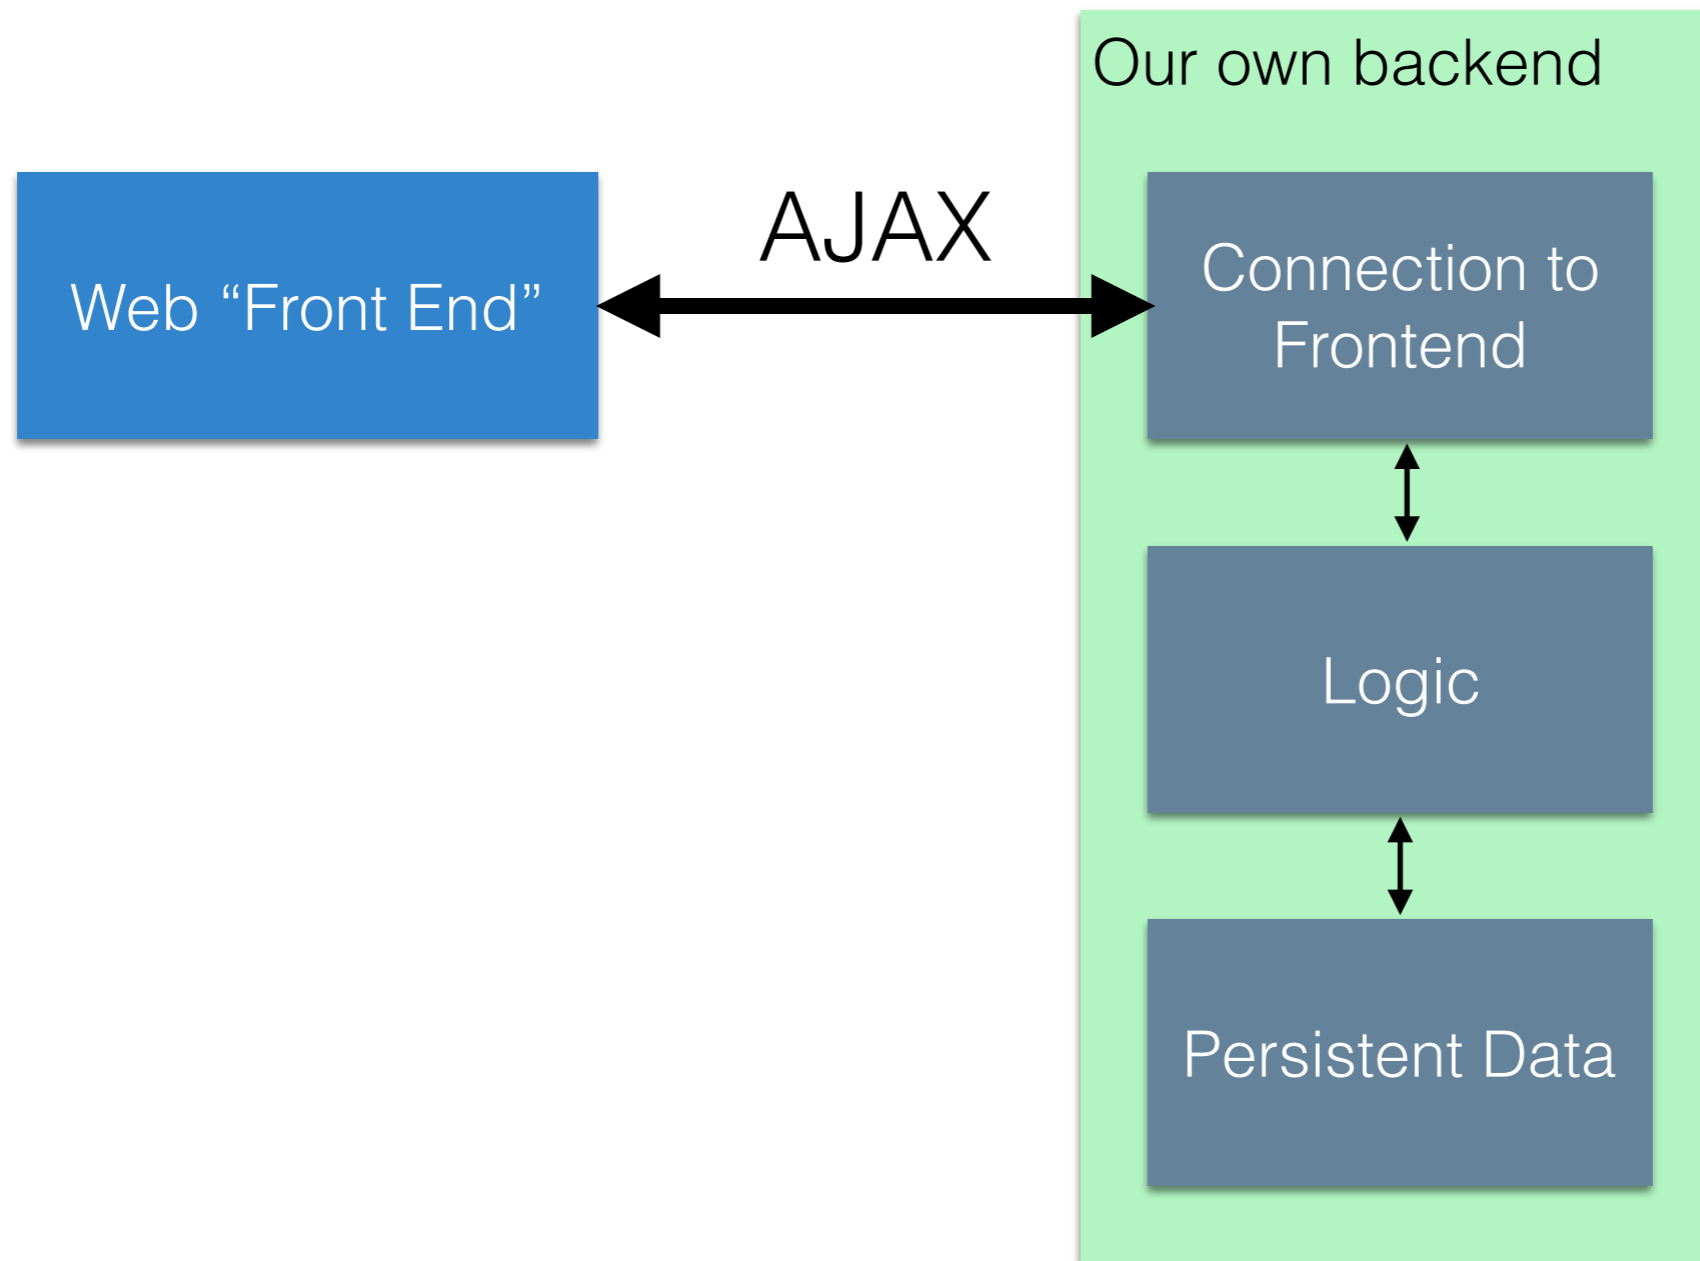 Our own backend
AJAX
Web “Front End”
Connection to
Frontend
Logic
Persistent Data